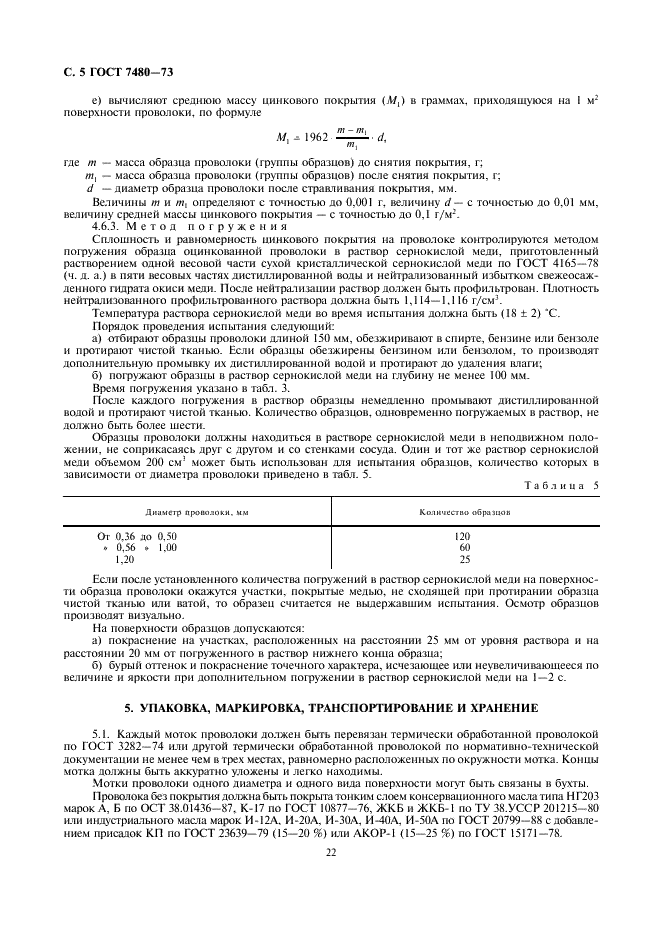 С. 5 ГОСТ 7480—73
е) вычисляют среднюю массу цинкового покрытия (M₁) в граммах, приходящуюся на 1 м²
поверхности проволоки, по формуле
M₁ = 1962 · (m – m₁)/m₁ · d,
где m — масса образца проволоки (группы образцов) до снятия покрытия, г;
m₁ — масса образца проволоки (группы образцов) после снятия покрытия, г;
d — диаметр образца проволоки после стравливания покрытия, мм.
Величины m и m₁ определяют с точностью до 0,001 г, величину d — с точностью до 0,01 мм,
величину средней массы цинкового покрытия — с точностью до 0,1 г/м².
4.6.3. Метод погружения
Сплошность и равномерность цинкового покрытия на проволоке контролируются методом
погружения образца оцинкованной проволоки в раствор сернокислой меди, приготовленный
растворением одной весовой части сухой кристаллической сернокислой меди по ГОСТ 4165—78
(ч. д. а.) в пяти весовых частях дистиллированной воды и нейтрализованный избытком свежеосаж-
денного гидрата окиси меди. После нейтрализации раствор должен быть профильтрован. Плотность
нейтрализованного профильтрованного раствора должна быть 1,114—1,116 г/см³.
Температура раствора сернокислой меди во время испытания должна быть (18 ± 2) °С.
Порядок проведения испытания следующий:
а) отбирают образцы проволоки длиной 150 мм, обезжиривают в спирте, бензине или бензоле
и протирают чистой тканью. Если образцы обезжирены бензином или бензолом, то производят
дополнительную промывку их дистиллированной водой и протирают до удаления влаги;
б) погружают образцы в раствор сернокислой меди на глубину не менее 100 мм.
Время погружения указано в табл. 3.
После каждого погружения в раствор образцы немедленно промывают дистиллированной
водой и протирают чистой тканью. Количество образцов, одновременно погружаемых в раствор, не
должно быть более шести.
Образцы проволоки должны находиться в растворе сернокислой меди в неподвижном поло-
жении, не соприкасаясь друг с другом и со стенками сосуда. Один и тот же раствор сернокислой
меди объемом 200 см³ может быть использован для испытания образцов, количество которых в
зависимости от диаметра проволоки приведено в табл. 5.
Таблица 5
Диаметр проволоки, мм Количество образцов
От 0,36 до 0,50 120
» 0,56 » 1,00 60
1,20 25
Если после установленного количества погружений в раствор сернокислой меди на поверхнос-
ти образца проволоки окажутся участки, покрытые медью, не сходящей при протирании образца
чистой тканью или ватой, то образец считается не выдержавшим испытания. Осмотр образцов
производят визуально.
На поверхности образцов допускаются:
а) покраснение на участках, расположенных на расстоянии 25 мм от уровня раствора и на
расстоянии 20 мм от погруженного в раствор нижнего конца образца;
б) бурый оттенок и покраснение точечного характера, исчезающее или неувеличивающееся по
величине и яркости при дополнительном погружении в раствор сернокислой меди на 1—2 с.
5. УПАКОВКА, МАРКИРОВКА, ТРАНСПОРТИРОВАНИЕ И ХРАНЕНИЕ
5.1. Каждый моток проволоки должен быть перевязан термически обработанной проволокой
по ГОСТ 3282—74 или другой термически обработанной проволокой по нормативно-технической
документации не менее чем в трех местах, равномерно расположенных по окружности мотка. Концы
мотка должны быть аккуратно уложены и легко находимы.
Мотки проволоки одного диаметра и одного вида поверхности могут быть связаны в бухты.
Проволока без покрытия должна быть покрыта тонким слоем консервационного масла типа НГ203
марок А, Б по ОСТ 38.01436—87, К-17 по ГОСТ 10877—76, ЖКБ и ЖКБ-1 по ТУ 38.УССР 201215—80
или индустриального масла марок И-12А, И-20А, И-30А, И-40А, И-50А по ГОСТ 20799—88 с добавле-
нием присадок КП по ГОСТ 23639—79 (15—20 %) или АКОР-1 (15—25 %) по ГОСТ 15171—78.
22